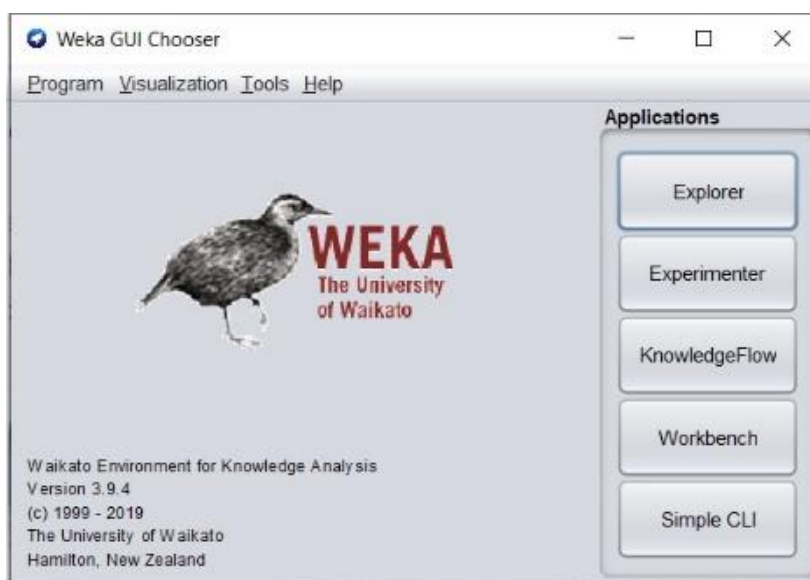 Weka GUI Chooser
Program Visualization Tools Help
Applications
Explorer
Experimenter
KnowledgeFlow
Workbench
Simple CLI
WEKA
The University
of Waikato
Waikato Environment for Knowledge Analysis
Version 3.9.4
(c) 1999 - 2019
The University of Waikato
Hamilton, New Zealand